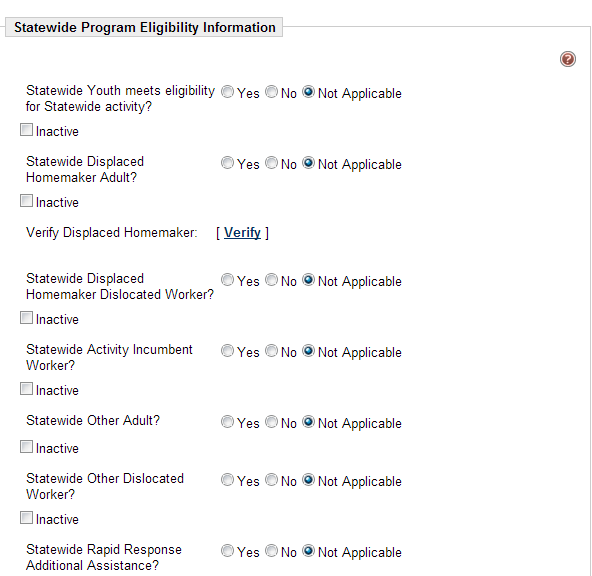 Statewide Program Eligibility Information
?
Statewide Youth meets eligibility Yes No Not Applicable
for Statewide activity?
Inactive
Statewide Displaced Yes No Not Applicable
Homemaker Adult?
Inactive
Verify Displaced Homemaker: [ Verify ]
Statewide Displaced Yes No Not Applicable
Homemaker Dislocated Worker?
Inactive
Statewide Activity Incumbent Yes No Not Applicable
Worker?
Inactive
Statewide Other Adult? Yes No Not Applicable
Inactive
Statewide Other Dislocated Yes No Not Applicable
Worker?
Inactive
Statewide Rapid Response Yes No Not Applicable
Additional Assistance?